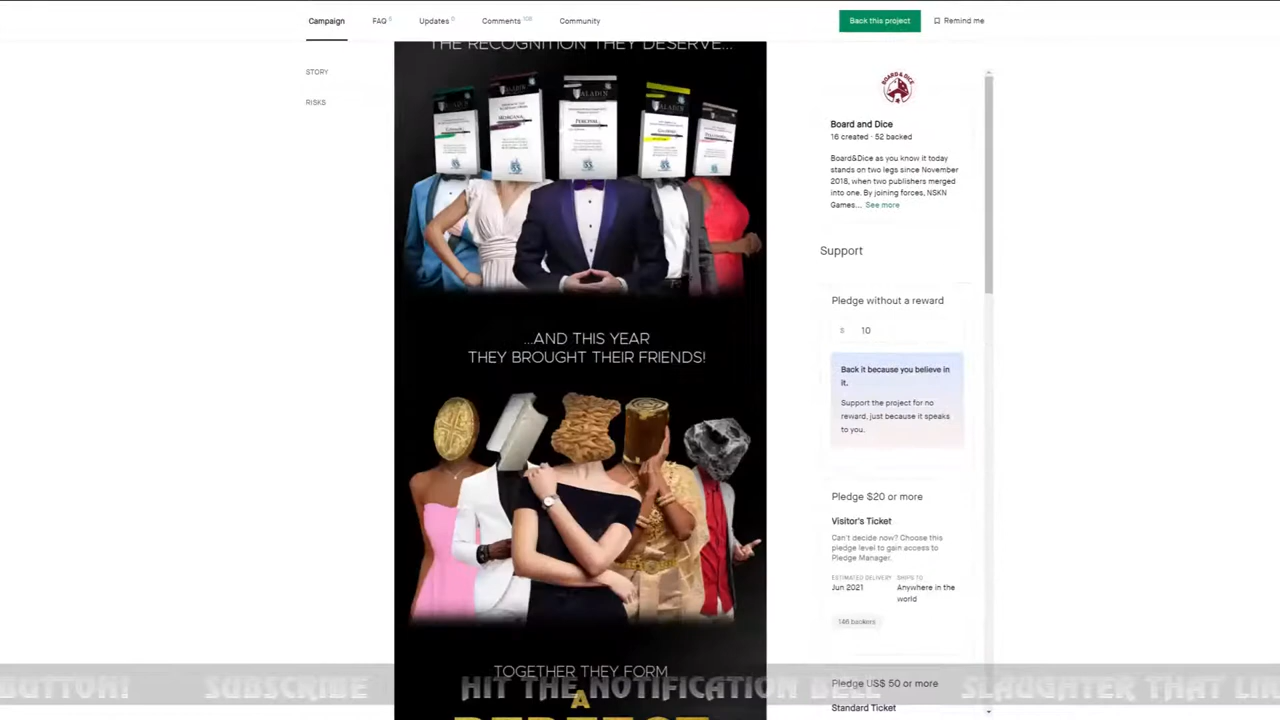 Campaign FAQ 5 Updates Comments 108 Community Back this project Remind me
THE RECOGNITION THEY DESERVE...
STORY
RISKS
BOARD&DICE
Board and Dice
16 created · 52 backed
Board&Dice as you know it today
stands on two legs since November
2018, when two publishers merged
into one. By joining forces, NSKN
Games... See more
Support
Pledge without a reward
$ 10
...AND THIS YEAR
THEY BROUGHT THEIR FRIENDS!
Back it because you believe in
it.
Support the project for no
reward, just because it speaks
to you.
Pledge $20 or more
Visitor's Ticket
Can't decide now? Choose this
pledge level to gain access to
Pledge Manager.
ESTIMATED DELIVERY SHIPS TO
Jun 2021 Anywhere in the
world
146 backers
TOGETHER THEY FORM
A
PERFECT
Pledge US$ 50 or more
Standard Ticket
BUTTON! SUBSCRIBE HIT THE NOTIFICATION BELL SLAUGHTER THAT LIN